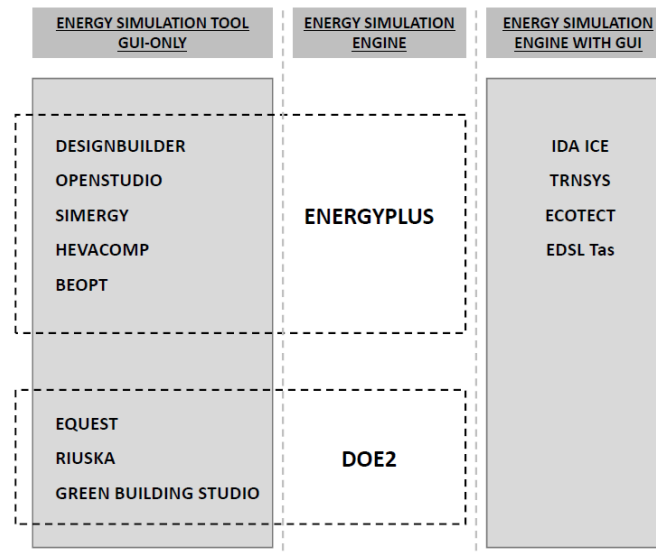 ENERGY SIMULATION TOOL
GUI-ONLY
ENERGY SIMULATION
ENGINE
ENERGY SIMULATION
ENGINE WITH GUI
DESIGNBUILDER
OPENSTUDIO
SIMERGY
HEVACOMP
BEOPT
ENERGYPLUS
IDA ICE
TRNSYS
ECOTECT
EDSL Tas
EQUEST
RIUSKA
GREEN BUILDING STUDIO
DOE2